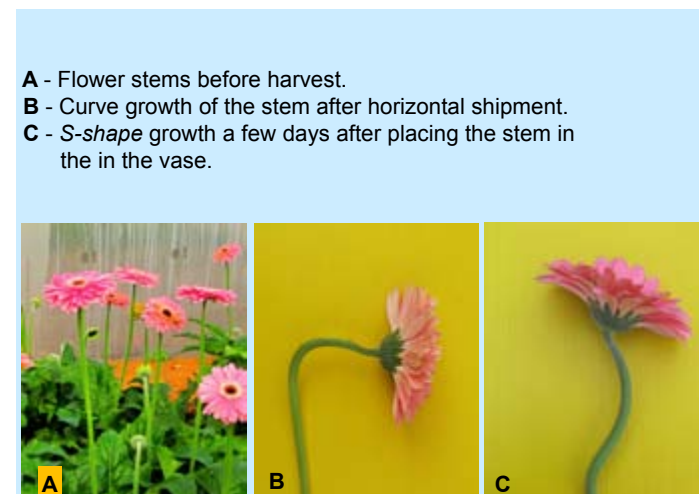 A - Flower stems before harvest.
B - Curve growth of the stem after horizontal shipment.
C - S-shape growth a few days after placing the stem in
the in the vase.
A
B
C